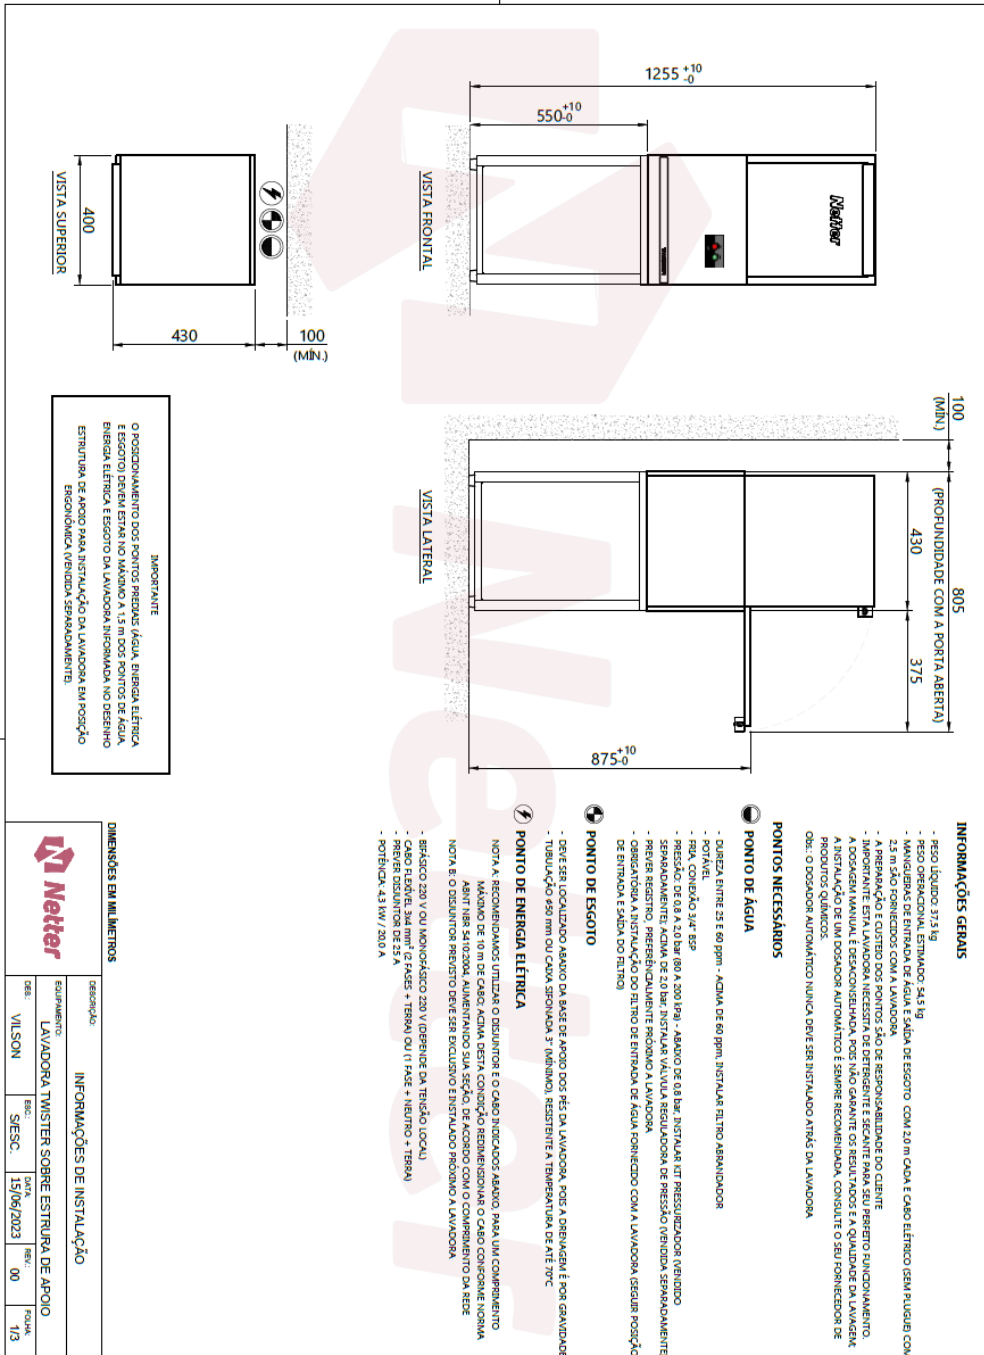 1255 +10 -0
550 +10 -0
Netter
VISTA FRONTAL
400
VISTA SUPERIOR
430
100
(MÍN.)
100
(MÍN.)
805
(PROFUNDIDADE COM A PORTA ABERTA)
430
375
875 +10 -0
VISTA LATERAL
IMPORTANTE
O POSICIONAMENTO DOS PONTOS PREDIAIS (ÁGUA, ENERGIA ELÉTRICA
E ESGOTO) DEVEM ESTAR NO MÁXIMO A 1,5 m DOS PONTOS DE ÁGUA,
ENERGIA ELÉTRICA E ESGOTO DA LAVADORA INFORMADA NO DESENHO
ESTRUTURA DE APOIO PARA INSTALAÇÃO DA LAVADORA EM POSIÇÃO
ERGONÔMICA (VENDIDA SEPARADAMENTE).
INFORMAÇÕES GERAIS
- PESO LÍQUIDO: 37,5 kg
- PESO OPERACIONAL ESTIMADO: 54,5 kg
- MANGUEIRAS DE ENTRADA DE ÁGUA E SAÍDA DE ESGOTO COM 2,0 m CADA E CABO ELÉTRICO (SEM PLUGUE) COM
2,5 m SÃO FORNECIDOS COM A LAVADORA
- A PREPARAÇÃO E CUSTEIO DOS PONTOS SÃO DE RESPONSABILIDADE DO CLIENTE
- IMPORTANTE: ESTA LAVADORA NECESSITA DE DETERGENTE E SECANTE PARA SEU PERFEITO FUNCIONAMENTO.
A DOSAGEM MANUAL É DESACONSELHADA, POIS NÃO GARANTE OS RESULTADOS E A QUALIDADE DA LAVAGEM;
A INSTALAÇÃO DE UM DOSADOR AUTOMÁTICO É SEMPRE RECOMENDADA, CONSULTE O SEU FORNECEDOR DE
PRODUTOS QUÍMICOS.
Obs.: O DOSADOR AUTOMÁTICO NUNCA DEVE SER INSTALADO ATRÁS DA LAVADORA
PONTOS NECESSÁRIOS
PONTO DE ÁGUA
- DUREZA ENTRE 25 E 60 ppm - ACIMA DE 60 ppm, INSTALAR FILTRO ABRANDADOR
- POTÁVEL
- FRIA, CONEXÃO 3/4" BSP
- PRESSÃO: DE 0,8 A 2,0 bar (80 A 200 kPa) - ABAIXO DE 0,8 bar, INSTALAR KIT PRESSURIZADOR (VENDIDO
SEPARADAMENTE); ACIMA DE 2,0 bar, INSTALAR VÁLVULA REGULADORA DE PRESSÃO (VENDIDA SEPARADAMENTE)
- PREVER REGISTRO, PREFERENCIALMENTE PRÓXIMO A LAVADORA
- OBRIGATÓRIA A INSTALAÇÃO DO FILTRO DE ENTRADA DE ÁGUA FORNECIDO COM A LAVADORA (SEGUIR POSIÇÃO
DE ENTRADA E SAÍDA DO FILTRO)
PONTO DE ESGOTO
- DEVE SER LOCALIZADO ABAIXO DA BASE DE APOIO DOS PÉS DA LAVADORA, POIS A DRENAGEM É POR GRAVIDADE
- TUBULAÇÃO Ø50 mm OU CAIXA SIFONADA 3" (MÍNIMO), RESISTENTE A TEMPERATURA DE ATÉ 70°C
PONTO DE ENERGIA ELÉTRICA
NOTA A: RECOMENDAMOS UTILIZAR O DISJUNTOR E O CABO INDICADOS ABAIXO, PARA UM COMPRIMENTO
MÁXIMO DE 10 m DE CABO; ACIMA DESTA CONDIÇÃO REDIMENSIONAR O CABO CONFORME NORMA
ABNT NBR 5410:2004, AUMENTANDO SUA SEÇÃO, DE ACORDO COM O COMPRIMENTO DA REDE
NOTA B: O DISJUNTOR PREVISTO DEVE SER EXCLUSIVO E INSTALADO PRÓXIMO A LAVADORA
- BIFÁSICO 220 V OU MONOFÁSICO 220 V (DEPENDE DA TENSÃO LOCAL)
- CABO FLEXÍVEL 3x4 mm² (2 FASES + TERRA) OU (1 FASE + NEUTRO + TERRA)
- PREVER DISJUNTOR DE 25 A
- POTÊNCIA: 4,3 kW / 20,0 A
DIMENSÕES EM MILÍMETROS
Netter
DESCRIÇÃO:
INFORMAÇÕES DE INSTALAÇÃO
EQUIPAMENTO:
LAVADORA TWISTER SOBRE ESTRURA DE APOIO
DES.:
VILSON
ESC.:
S/ESC.
DATA:
15/06/2023
REV.:
00
FOLHA:
1/3
Netter